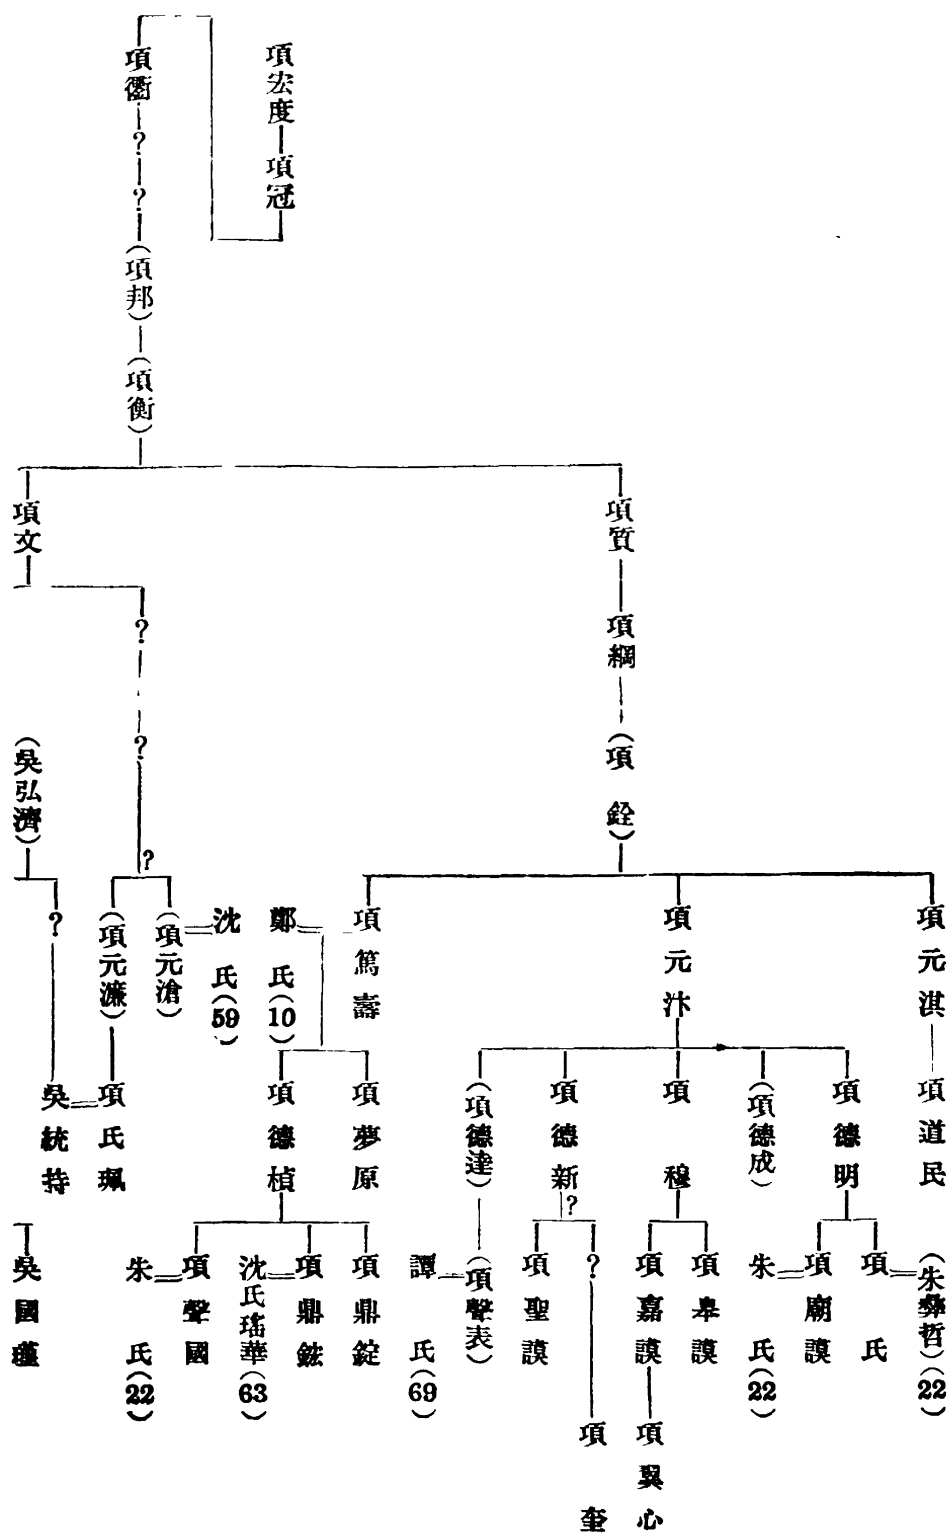 項宏度
項冠
項衢
?
?
(項邦)
(項衡)
項質
項文
項綱
?
(項銓)
?
(吳弘濟)
?
項元淇
項元汴
項篤壽
鄭氏(10)
沈氏(59)
(項元滄)
(項元濂)
?
項道民
項德明
(項德成)
項穆
項德新
(項德達)
項夢原
項德楨
項氏珮
吳統持
?
(朱彝哲)(22)
項氏
項廟謨
朱氏(22)
項皋謨
項嘉謨
?
項聖謨
(項聲表)
譚氏(69)
項鼎錠
項鼎鉉
沈氏瑤華(63)
項聲國
朱氏(22)
吳國
項翼心
項奎